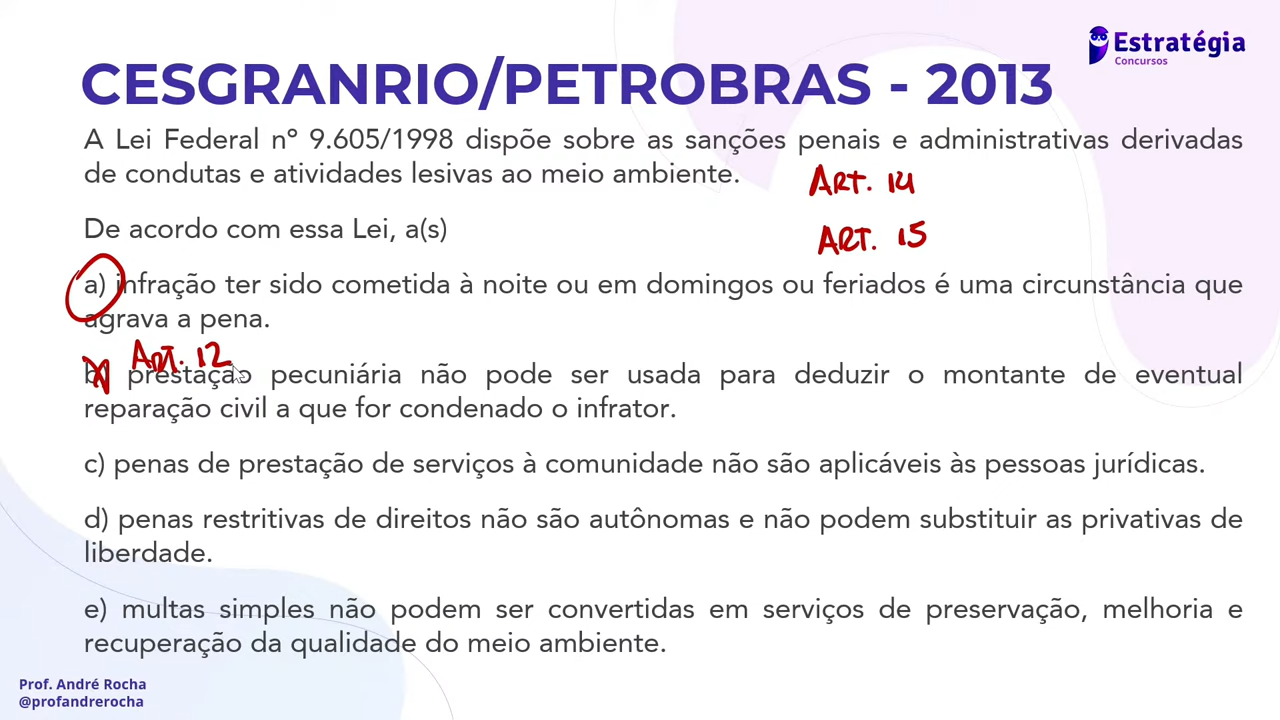 Estratégia
Concursos
CESGRANRIO/PETROBRAS - 2013
A Lei Federal nº 9.605/1998 dispõe sobre as sanções penais e administrativas derivadas
de condutas e atividades lesivas ao meio ambiente.
ART. 14
De acordo com essa Lei, a(s)
ART. 15
a) infração ter sido cometida à noite ou em domingos ou feriados é uma circunstância que
agrava a pena.
ART. 12
b) prestação pecuniária não pode ser usada para deduzir o montante de eventual
reparação civil a que for condenado o infrator.
c) penas de prestação de serviços à comunidade não são aplicáveis às pessoas jurídicas.
d) penas restritivas de direitos não são autônomas e não podem substituir as privativas de
liberdade.
e) multas simples não podem ser convertidas em serviços de preservação, melhoria e
recuperação da qualidade do meio ambiente.
Prof. André Rocha
@profandrerocha